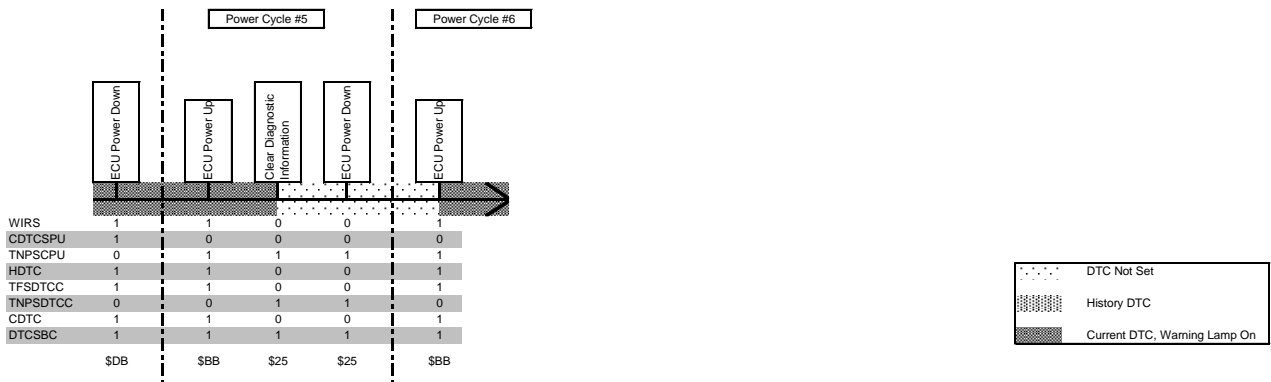 Power Cycle #5 Power Cycle #6
ECU Power Down
ECU Power Up
Clear Diagnostic
Information
ECU Power Down
ECU Power Up
WIRS 1 1 0 0 1
CDTCSPU 1 0 0 0 0
TNPSCPU 0 1 1 1 1
HDTC 1 1 0 0 1
TFSDTCC 1 1 0 0 1
TNPSDTCC 0 0 1 1 0
CDTC 1 1 0 0 1
DTCSBC 1 1 1 1 1
$DB $BB $25 $25 $BB
DTC Not Set
History DTC
Current DTC, Warning Lamp On